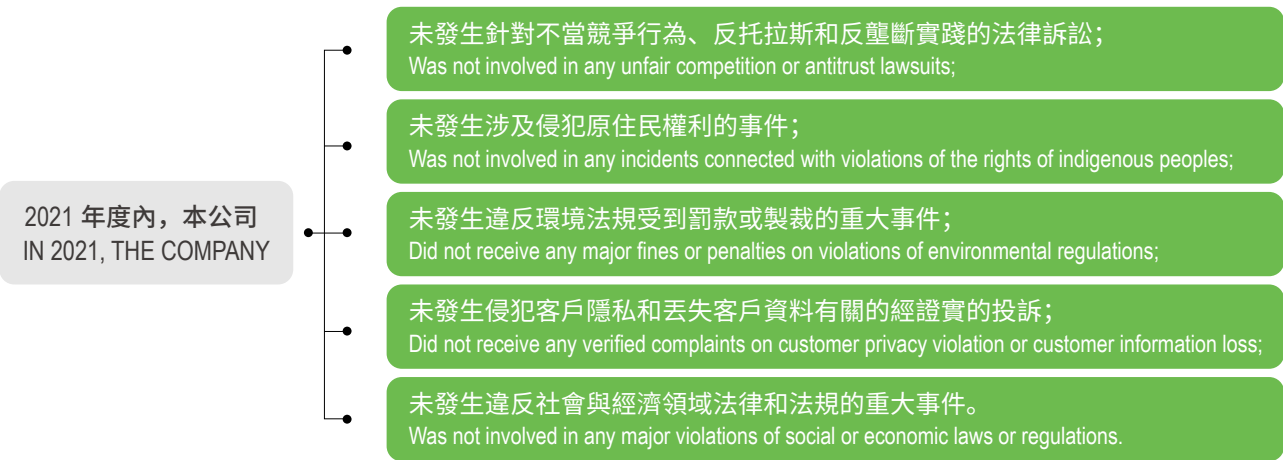 2021 年度內，本公司
IN 2021, THE COMPANY
未發生針對不當競爭行為、反托拉斯和反壟斷實踐的法律訴訟；
Was not involved in any unfair competition or antitrust lawsuits;
未發生涉及侵犯原住民權利的事件；
Was not involved in any incidents connected with violations of the rights of indigenous peoples;
未發生違反環境法規受到罰款或製裁的重大事件；
Did not receive any major fines or penalties on violations of environmental regulations;
未發生侵犯客戶隱私和丟失客戶資料有關的經證實的投訴；
Did not receive any verified complaints on customer privacy violation or customer information loss;
未發生違反社會與經濟領域法律和法規的重大事件。
Was not involved in any major violations of social or economic laws or regulations.